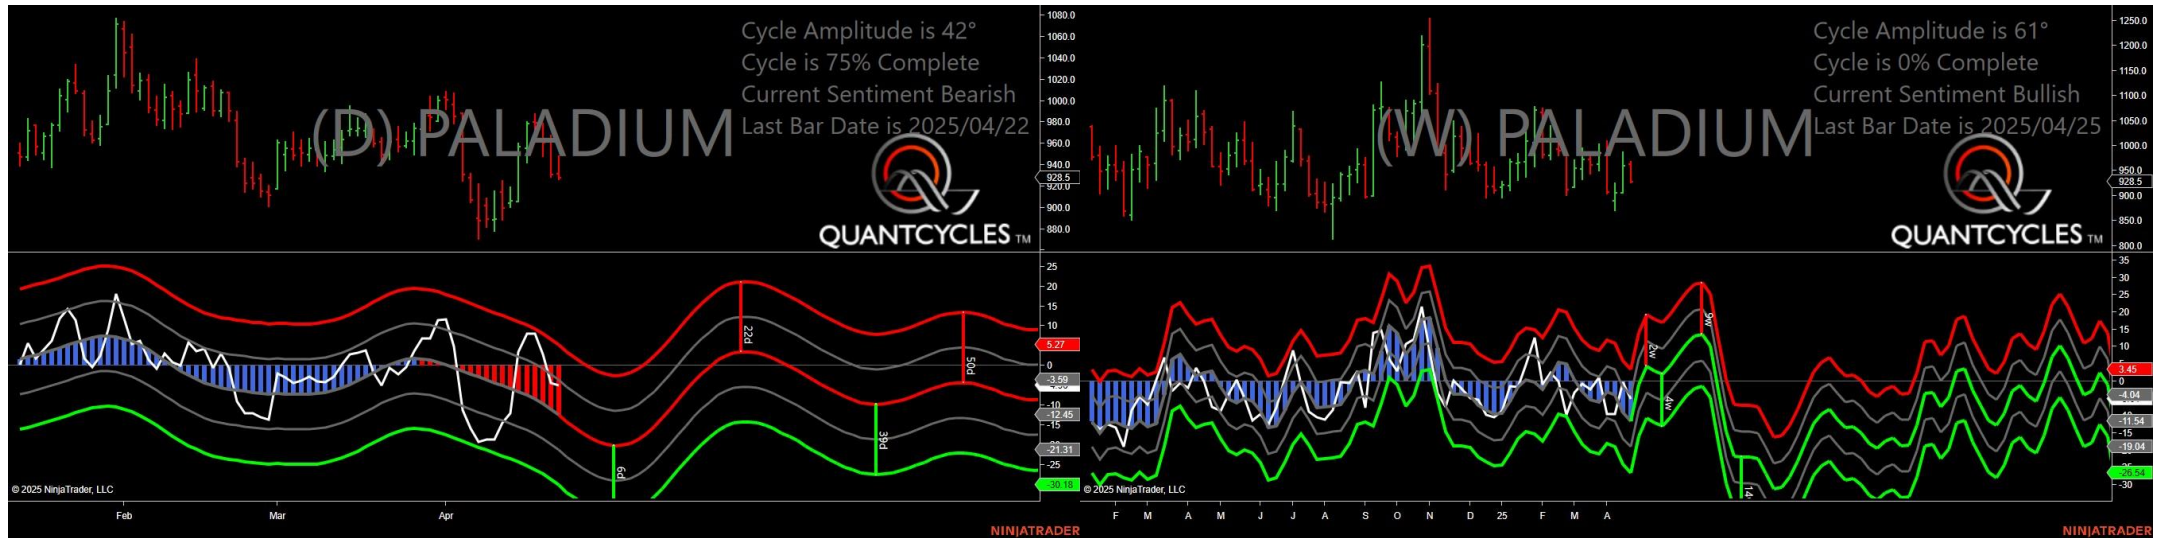 Cycle Amplitude is 42°
Cycle is 75% Complete
Current Sentiment Bearish
Last Bar Date is 2025/04/22
(D) PALADIUM
QUANTCYCLES TM
1080.0
1060.0
1040.0
1020.0
1000.0
980.0
960.0
940.0
928.5
920.0
900.0
880.0
25
20
15
10
5.27
0
-3.59
-10
-12.45
-15
-21.31
-25
-30.18
22d
50d
6d
39d
© 2025 NinjaTrader, LLC
Feb Mar Apr
NINJATRADER
Cycle Amplitude is 61°
Cycle is 0% Complete
Current Sentiment Bullish
Last Bar Date is 2025/04/25
(W) PALADIUM
QUANTCYCLES TM
1250.0
1200.0
1150.0
1100.0
1050.0
1000.0
950.0
928.5
900.0
850.0
800.0
35
30
25
20
15
10
5
3.45
0
-4.04
-11.54
-15
-19.04
-26.54
-30
2w
9w
4w
14
© 2025 NinjaTrader, LLC
F M A M J J A S O N D 25 F M A
NINJATRADER